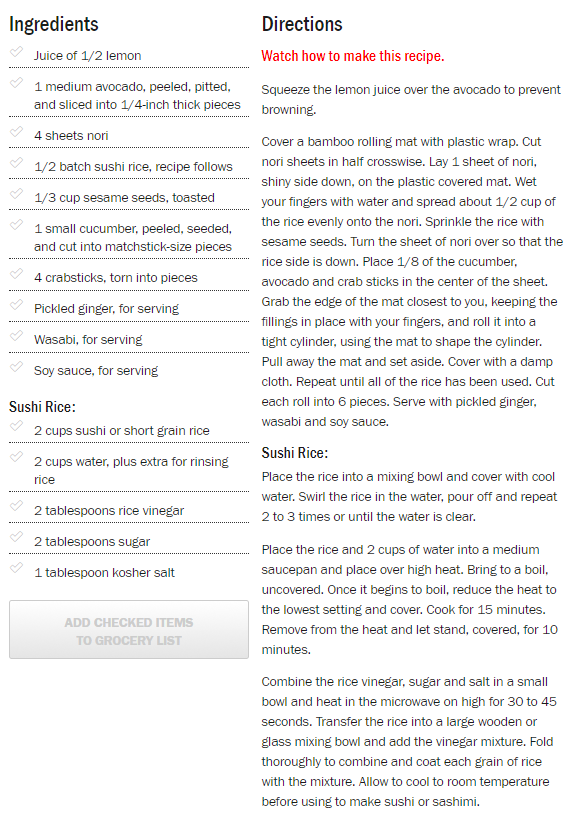 Ingredients
Juice of 1/2 lemon
1 medium avocado, peeled, pitted,
and sliced into 1/4-inch thick pieces
4 sheets nori
1/2 batch sushi rice, recipe follows
1/3 cup sesame seeds, toasted
1 small cucumber, peeled, seeded,
and cut into matchstick-size pieces
4 crabsticks, torn into pieces
Pickled ginger, for serving
Wasabi, for serving
Soy sauce, for serving
Sushi Rice:
2 cups sushi or short grain rice
2 cups water, plus extra for rinsing
rice
2 tablespoons rice vinegar
2 tablespoons sugar
1 tablespoon kosher salt
ADD CHECKED ITEMS
TO GROCERY LIST
Directions
Watch how to make this recipe.
Squeeze the lemon juice over the avocado to prevent
browning.
Cover a bamboo rolling mat with plastic wrap. Cut
nori sheets in half crosswise. Lay 1 sheet of nori,
shiny side down, on the plastic covered mat. Wet
your fingers with water and spread about 1/2 cup of
the rice evenly onto the nori. Sprinkle the rice with
sesame seeds. Turn the sheet of nori over so that the
rice side is down. Place 1/8 of the cucumber,
avocado and crab sticks in the center of the sheet.
Grab the edge of the mat closest to you, keeping the
fillings in place with your fingers, and roll it into a
tight cylinder, using the mat to shape the cylinder.
Pull away the mat and set aside. Cover with a damp
cloth. Repeat until all of the rice has been used. Cut
each roll into 6 pieces. Serve with pickled ginger,
wasabi and soy sauce.
Sushi Rice:
Place the rice into a mixing bowl and cover with cool
water. Swirl the rice in the water, pour off and repeat
2 to 3 times or until the water is clear.
Place the rice and 2 cups of water into a medium
saucepan and place over high heat. Bring to a boil,
uncovered. Once it begins to boil, reduce the heat to
the lowest setting and cover. Cook for 15 minutes.
Remove from the heat and let stand, covered, for 10
minutes.
Combine the rice vinegar, sugar and salt in a small
bowl and heat in the microwave on high for 30 to 45
seconds. Transfer the rice into a large wooden or
glass mixing bowl and add the vinegar mixture. Fold
thoroughly to combine and coat each grain of rice
with the mixture. Allow to cool to room temperature
before using to make sushi or sashimi.